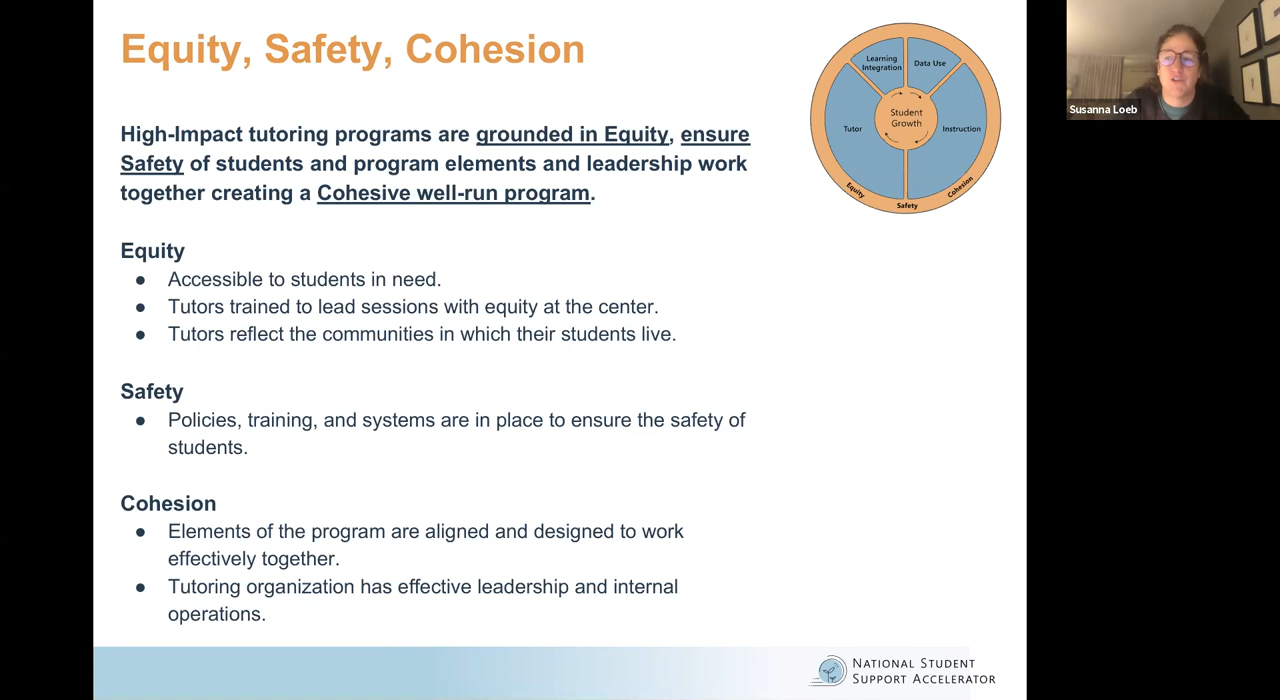 Equity, Safety, Cohesion
High-Impact tutoring programs are grounded in Equity, ensure
Safety of students and program elements and leadership work
together creating a Cohesive well-run program.
Equity
● Accessible to students in need.
● Tutors trained to lead sessions with equity at the center.
● Tutors reflect the communities in which their students live.
Safety
● Policies, training, and systems are in place to ensure the safety of
students.
Cohesion
● Elements of the program are aligned and designed to work
effectively together.
● Tutoring organization has effective leadership and internal
operations.
Learning
Integration
Data Use
Student
Growth
Tutor
Instruction
Equity
Safety
Cohesion
Susanna Loeb
NATIONAL STUDENT
SUPPORT ACCELERATOR